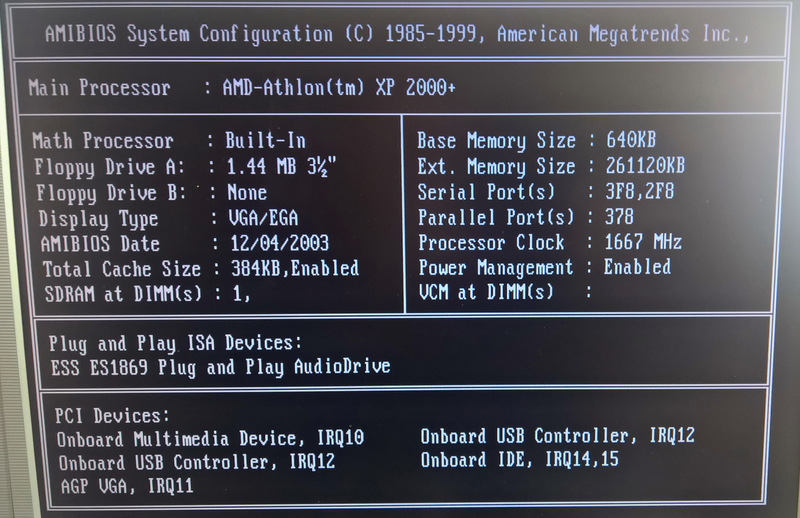 AMIBIOS System Configuration (C) 1985-1999, American Megatrends Inc.,
Main Processor : AMD-Athlon(tm) XP 2000+
Math Processor : Built-In
Floppy Drive A: : 1.44 MB 3½"
Floppy Drive B: : None
Display Type : VGA/EGA
AMIBIOS Date : 12/04/2003
Total Cache Size : 384KB,Enabled
SDRAM at DIMM(s) : 1,
Base Memory Size : 640KB
Ext. Memory Size : 261120KB
Serial Port(s) : 3F8,2F8
Parallel Port(s) : 378
Processor Clock : 1667 MHz
Power Management : Enabled
VCM at DIMM(s) :
Plug and Play ISA Devices:
ESS ES1869 Plug and Play AudioDrive
PCI Devices:
Onboard Multimedia Device, IRQ10
Onboard USB Controller, IRQ12
AGP VGA, IRQ11
Onboard USB Controller, IRQ12
Onboard IDE, IRQ14,15